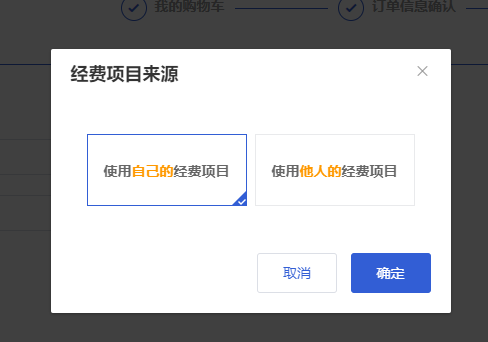 我的购物车
订单信息确认
经费项目来源
使用自己的经费项目
使用他人的经费项目
取消
确定